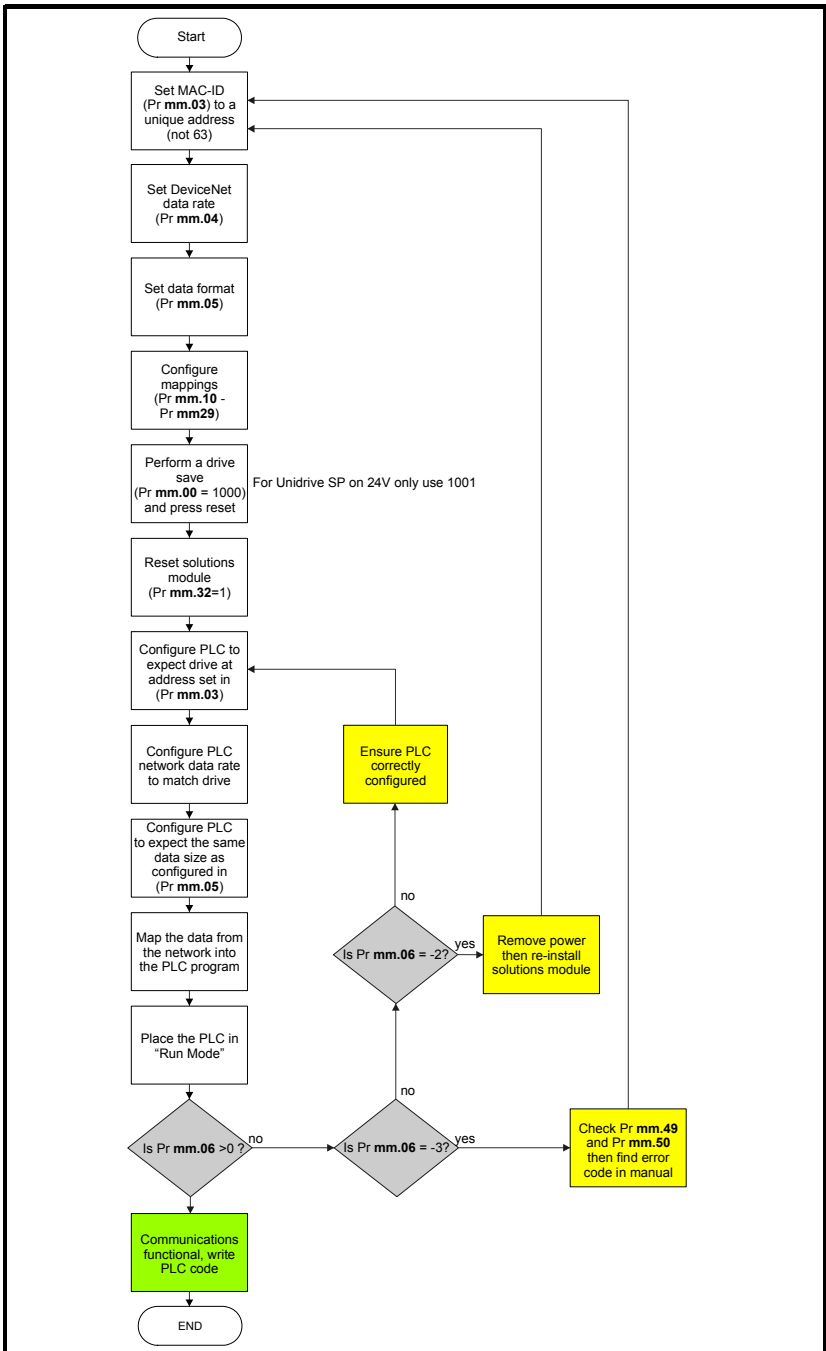 Start
Set MAC-ID
(Pr mm.03) to a
unique address
(not 63)
Set DeviceNet
data rate
(Pr mm.04)
Set data format
(Pr mm.05)
Configure
mappings
(Pr mm.10 -
Pr mm29)
Perform a drive
save
(Pr mm.00 = 1000)
and press reset
For Unidrive SP on 24V only use 1001
Reset solutions
module
(Pr mm.32=1)
Configure PLC to
expect drive at
address set in
(Pr mm.03)
Configure PLC
network data rate
to match drive
Ensure PLC
correctly
configured
Configure PLC
to expect the same
data size as
configured in
(Pr mm.05)
Map the data from
the network into
the PLC program
no
Is Pr mm.06 = -2?
yes
Remove power
then re-install
solutions module
Place the PLC in
“Run Mode”
Is Pr mm.06 >0 ?
no
no
Is Pr mm.06 = -3?
yes
Check Pr mm.49
and Pr mm.50
then find error
code in manual
Communications
functional, write
PLC code
END